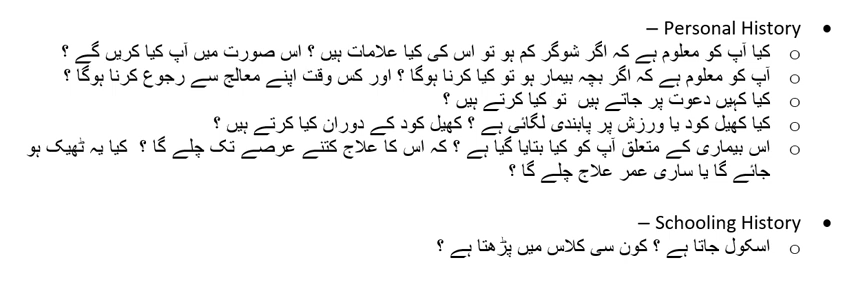 • Personal History –
o کیا آپ کو معلوم ہے کہ اگر شوگر کم ہو تو اس کی کیا علامات ہیں ؟ اس صورت میں آپ کیا کریں گے ؟
o آپ کو معلوم ہے کہ اگر بچہ بیمار ہو تو کیا کرنا ہوگا ؟ اور کس وقت اپنے معالج سے رجوع کرنا ہوگا ؟
o کیا کہیں دعوت پر جاتے ہیں تو کیا کرتے ہیں ؟
o کیا کھیل کود یا ورزش پر پابندی لگائی ہے ؟ کھیل کود کے دوران کیا کرتے ہیں ؟
o اس بیماری کے متعلق آپ کو کیا بتایا گیا ہے ؟ کہ اس کا علاج کتنے عرصے تک چلے گا ؟ کیا یہ ٹھیک ہو
جائے گا یا ساری عمر علاج چلے گا ؟
• Schooling History –
o اسکول جاتا ہے ؟ کون سی کلاس میں پڑھتا ہے ؟